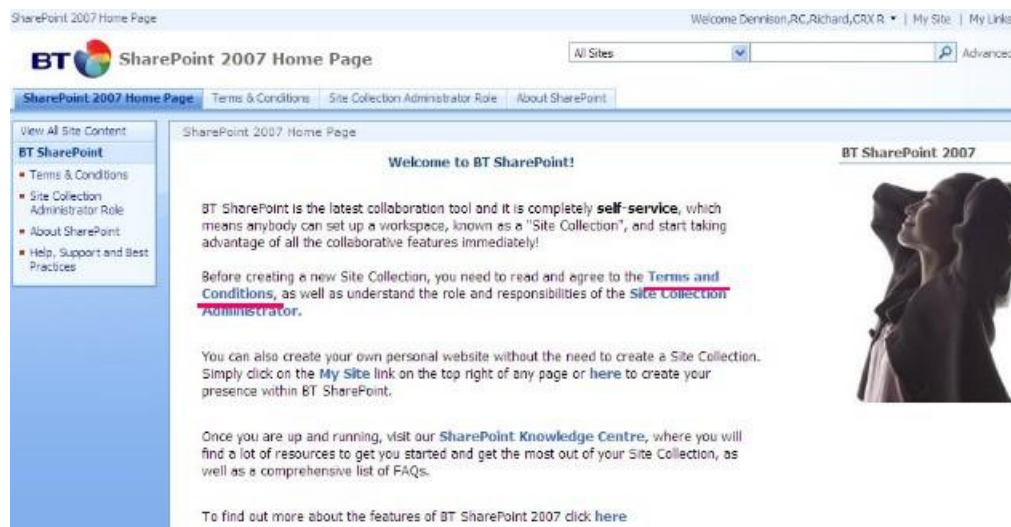 SharePoint 2007 Home Page
Welcome Dennison,RC,Richard,CRX R | My Site | My Links
BT SharePoint 2007 Home Page
All Sites
Advanced
SharePoint 2007 Home Page Terms & Conditions Site Collection Administrator Role About SharePoint
View All Site Content
BT SharePoint
Terms & Conditions
Site Collection
Administrator Role
About SharePoint
Help, Support and Best
Practices
SharePoint 2007 Home Page
Welcome to BT SharePoint!
BT SharePoint is the latest collaboration tool and it is completely self-service, which
means anybody can set up a workspace, known as a "Site Collection", and start taking
advantage of all the collaborative features immediately!
Before creating a new Site Collection, you need to read and agree to the Terms and
Conditions, as well as understand the role and responsibilities of the Site Collection
Administrator.
You can also create your own personal website without the need to create a Site Collection.
Simply click on the My Site link on the top right of any page or here to create your
presence within BT SharePoint.
Once you are up and running, visit our SharePoint Knowledge Centre, where you will
find a lot of resources to get you started and get the most out of your Site Collection, as
well as a comprehensive list of FAQs.
To find out more about the features of BT SharePoint 2007 click here
BT SharePoint 2007